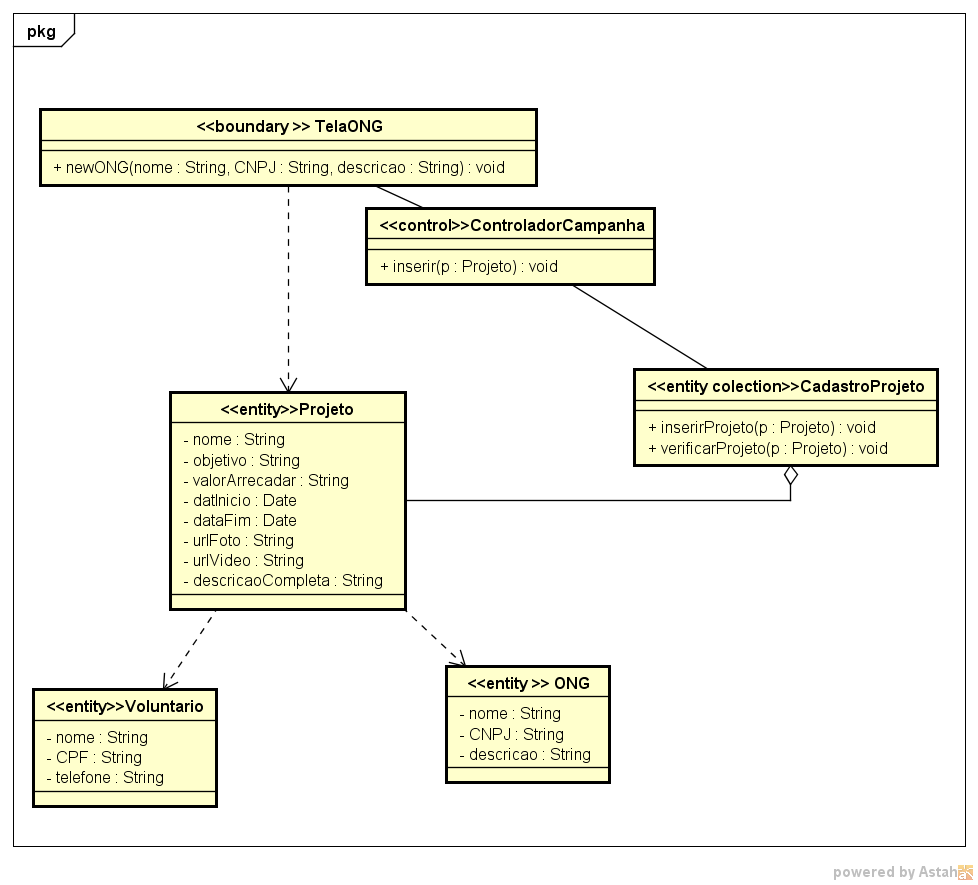 pkg
<<boundary >> TelaONG
+ newONG(nome : String, CNPJ : String, descricao : String) : void
<<control>>ControladorCampanha
+ inserir(p : Projeto) : void
<<entity colection>>CadastroProjeto
+ inserirProjeto(p : Projeto) : void
+ verificarProjeto(p : Projeto) : void
<<entity>>Projeto
- nome : String
- objetivo : String
- valorArrecadar : String
- datInicio : Date
- dataFim : Date
- urlFoto : String
- urlVideo : String
- descricaoCompleta : String
<<entity>>Voluntario
- nome : String
- CPF : String
- telefone : String
<<entity >> ONG
- nome : String
- CNPJ : String
- descricao : String
powered by Astah